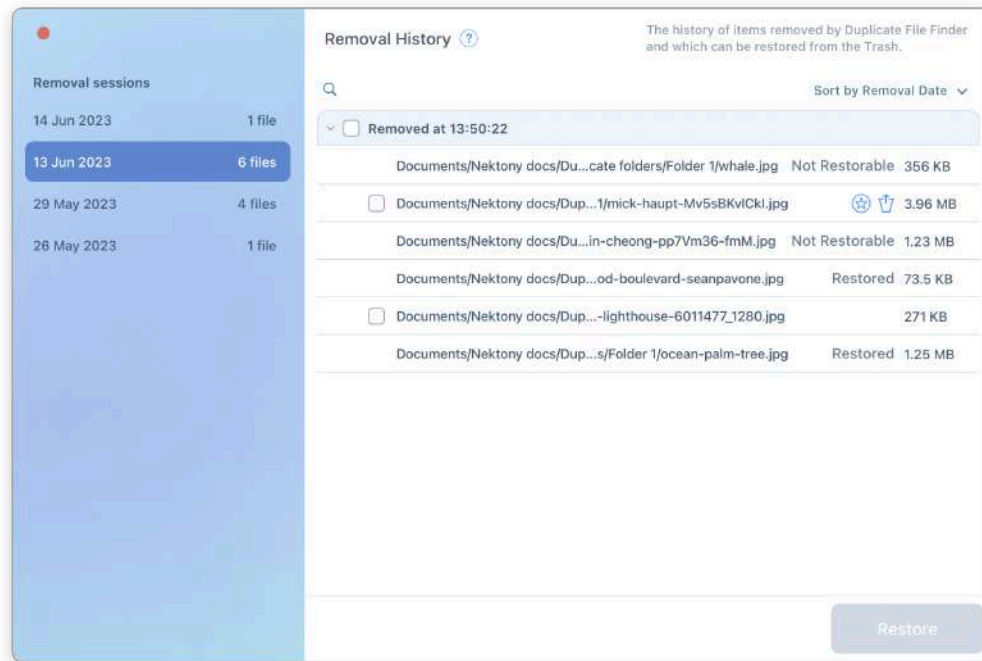 Removal sessions
14 Jun 2023 1 file
13 Jun 2023 6 files
29 May 2023 4 files
26 May 2023 1 file
Removal History ?
The history of items removed by Duplicate File Finder
and which can be restored from the Trash.
Sort by Removal Date
Removed at 13:50:22
Documents/Nektony docs/Du...cate folders/Folder 1/whale.jpg Not Restorable 356 KB
Documents/Nektony docs/Dup...1/mick-haupt-Mv5sBKvlCkI.jpg 3.96 MB
Documents/Nektony docs/Du...in-cheong-pp7Vm36-fmM.jpg Not Restorable 1.23 MB
Documents/Nektony docs/Dup...od-boulevard-seanpavone.jpg Restored 73.5 KB
Documents/Nektony docs/Dup...-lighthouse-6011477_1280.jpg 271 KB
Documents/Nektony docs/Dup...s/Folder 1/ocean-palm-tree.jpg Restored 1.25 MB
Restore